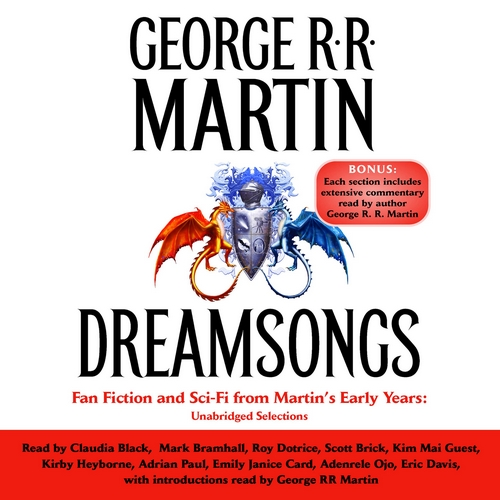 GEORGE R·R·
MARTIN
BONUS:
Each section includes
extensive commentary
read by author
George R. R. Martin
DREAMSONGS
Fan Fiction and Sci-Fi from Martin's Early Years:
Unabridged Selections
Read by Claudia Black, Mark Bramhall, Roy Dotrice, Scott Brick, Kim Mai Guest,
Kirby Heyborne, Adrian Paul, Emily Janice Card, Adenrele Ojo, Eric Davis,
with introductions read by George RR Martin